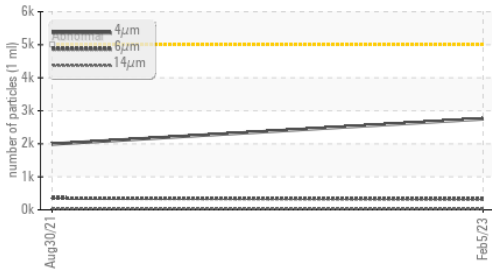 number of particles (1 ml)
6k
5k
4k
3k
2k
1k
0k
Abnormal
4µm
6µm
14µm
Aug30/21
Feb5/23